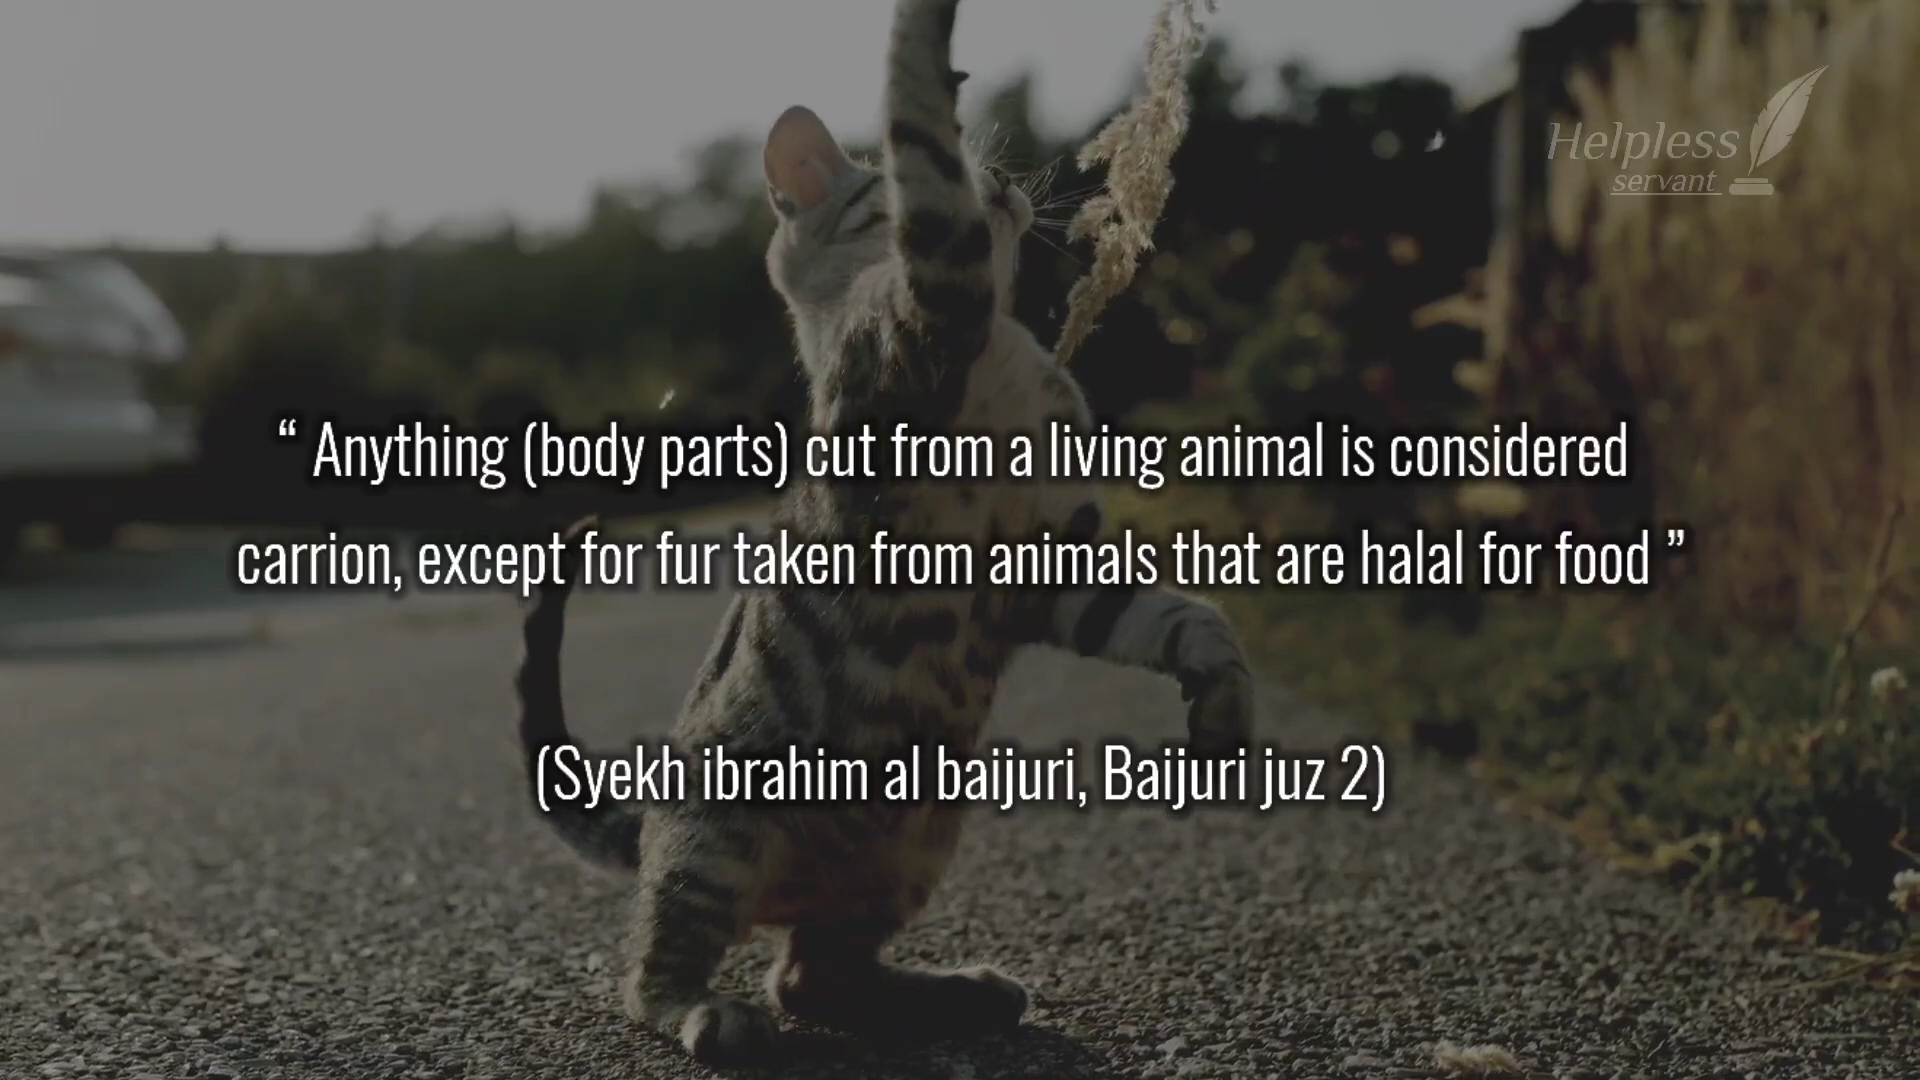 Helpless
servant
“ Anything (body parts) cut from a living animal is considered
carrion, except for fur taken from animals that are halal for food ”
(Syekh ibrahim al baijuri, Baijuri juz 2)